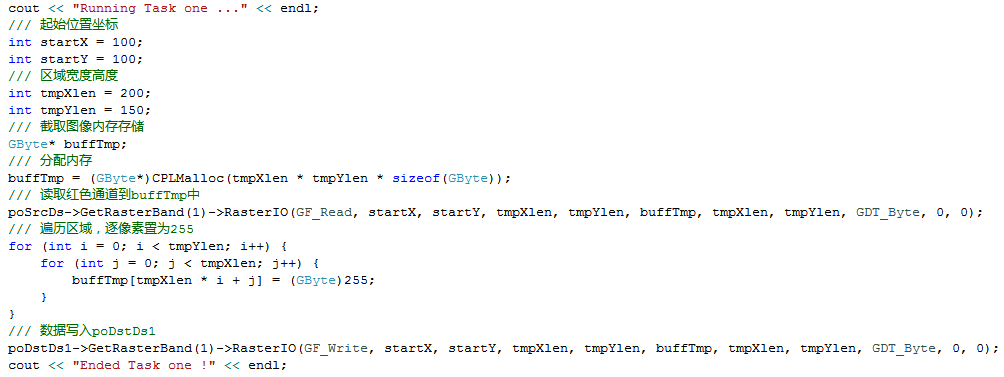 cout << "Running Task one ..." << endl;
/// 起始位置坐标
int startX = 100;
int startY = 100;
/// 区域宽度高度
int tmpXlen = 200;
int tmpYlen = 150;
/// 截取图像内存存储
GByte* buffTmp;
/// 分配内存
buffTmp = (GByte*)CPLMalloc(tmpXlen * tmpYlen * sizeof(GByte));
/// 读取红色通道到buffTmp中
poSrcDs->GetRasterBand(1)->RasterIO(GF_Read, startX, startY, tmpXlen, tmpYlen, buffTmp, tmpXlen, tmpYlen, GDT_Byte, 0, 0);
/// 遍历区域，逐像素置为255
for (int i = 0; i < tmpYlen; i++) {
    for (int j = 0; j < tmpXlen; j++) {
        buffTmp[tmpXlen * i + j] = (GByte)255;
    }
}
/// 数据写入poDstDs1
poDstDs1->GetRasterBand(1)->RasterIO(GF_Write, startX, startY, tmpXlen, tmpYlen, buffTmp, tmpXlen, tmpYlen, GDT_Byte, 0, 0);
cout << "Ended Task one !" << endl;